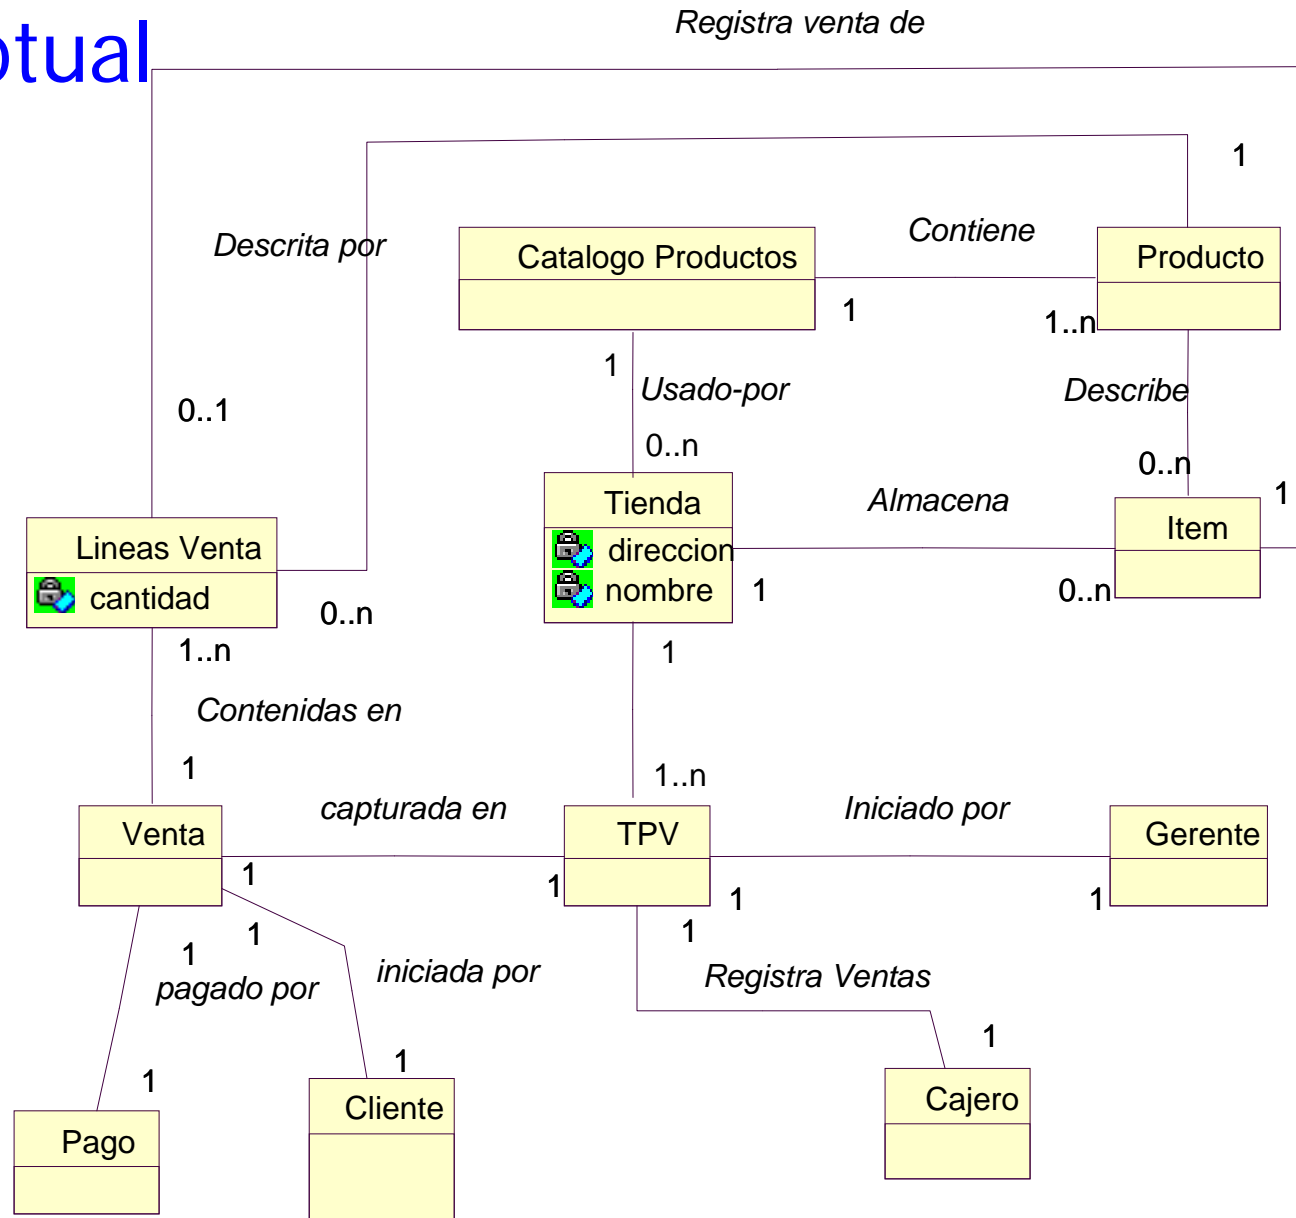 ptual
Registra venta de
1
Descrita por
Catalogo Productos
Contiene
Producto
1
1..n
1
Usado-por
Describe
0..1
0..n
0..n
Tienda
Almacena
1
Lineas Venta
direccion
Item
cantidad
nombre
1
0..n
0..n
1..n
1
Contenidas en
1
1..n
capturada en
Iniciado por
Venta
TPV
Gerente
1
1
1
1
1
1
1
pagado por
iniciada por
Registra Ventas
1
1
1
Cliente
Cajero
Pago